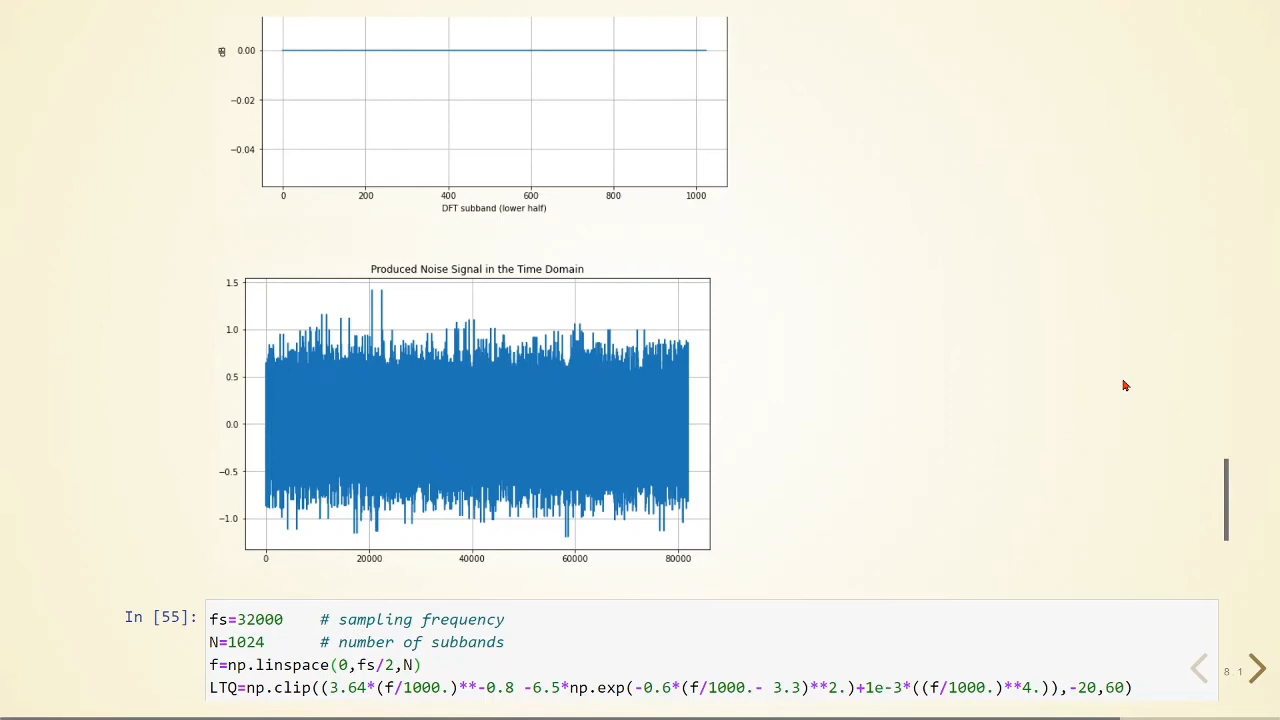 dB
0.00
−0.02
−0.04
0 200 400 600 800 1000
DFT subband (lower half)
Produced Noise Signal in the Time Domain
1.5
1.0
0.5
0.0
−0.5
−1.0
0 20000 40000 60000 80000
In [55]:
fs=32000 # sampling frequency
N=1024 # number of subbands
f=np.linspace(0,fs/2,N)
LTQ=np.clip((3.64*(f/1000.)**-0.8 -6.5*np.exp(-0.6*(f/1000.- 3.3)**2.)+1e-3*((f/1000.)**4.)),-20,60)
8.1